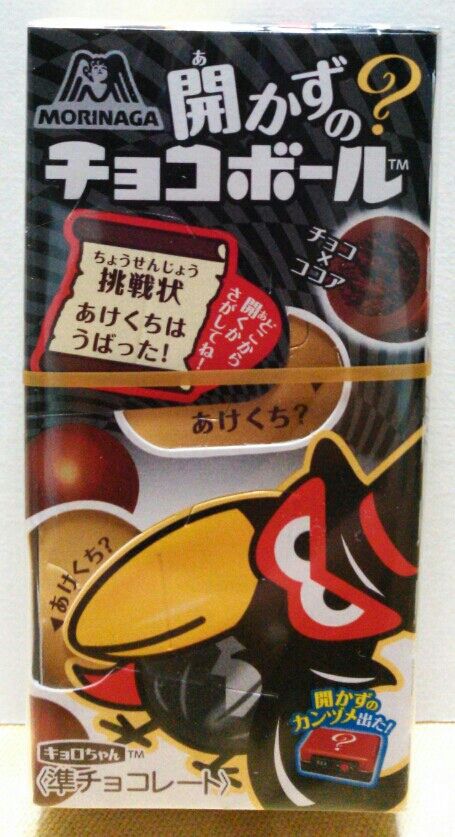 MORINAGA
あ
開かずの?
チョコボール™
チョコ
×
ココア
ちょうせんじょう
挑戦状
あけくちは
うばった!
あ
どこから
開くか
さがしてね!
あけくち?
あけくち?
開かずの
カンヅメ出た!
?
キョロちゃん™
〈準チョコレート〉